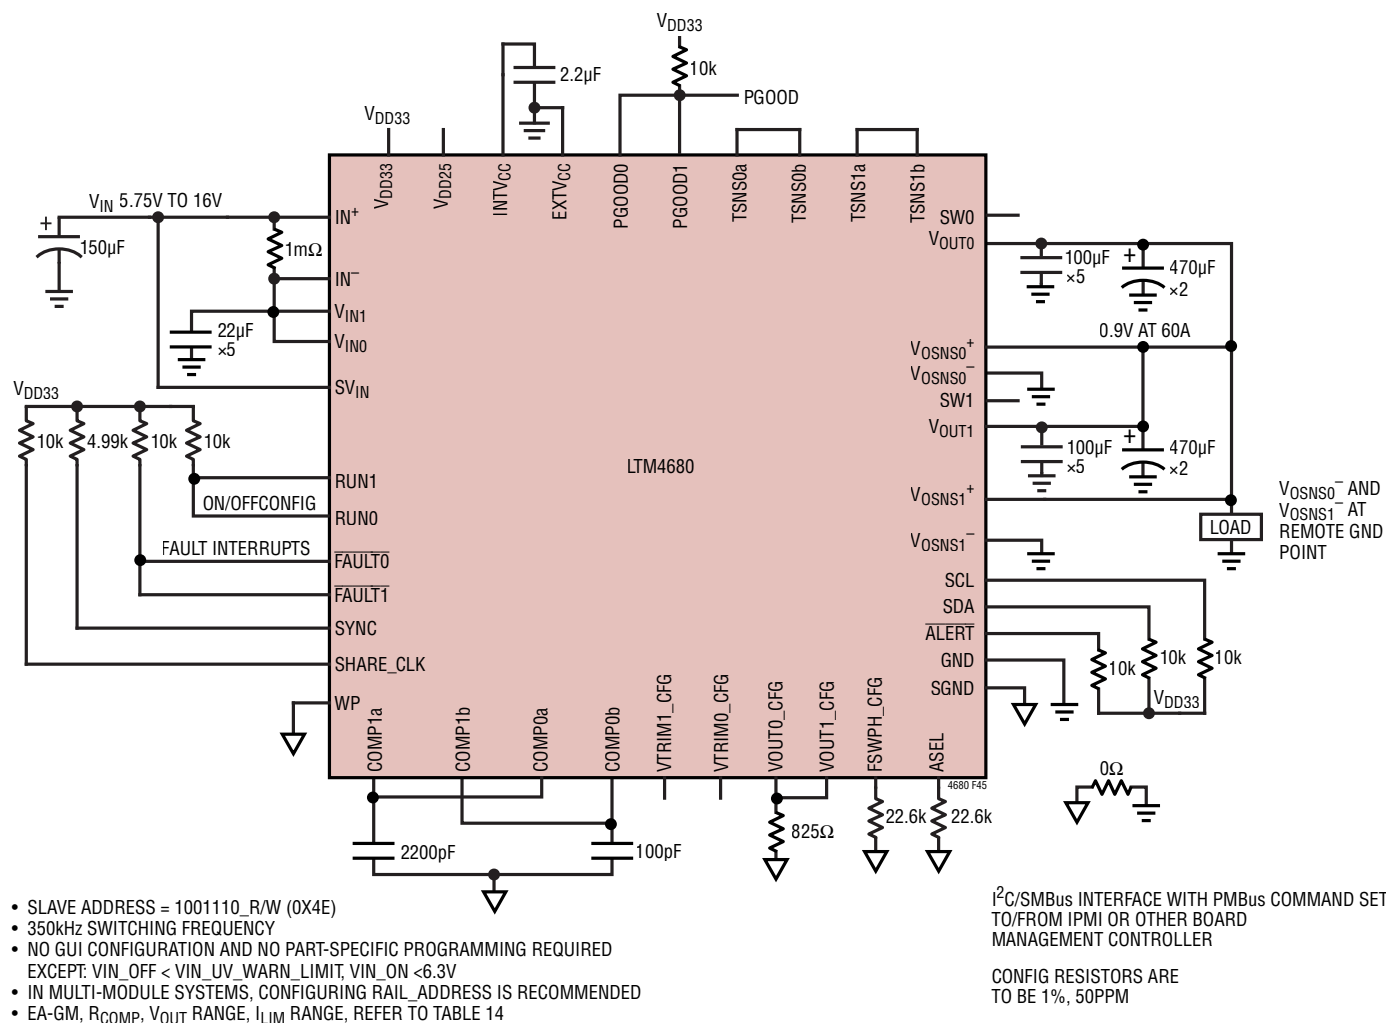 VDD33
10k
2.2µF
PGOOD
VDD33
VDD33
VDD25
INTVCC
EXTVCC
PGOOD0
PGOOD1
TSNS0a
TSNS0b
TSNS1a
TSNS1b
VIN 5.75V TO 16V
+
150µF
1mΩ
22µF
×5
IN+
IN–
VIN1
VIN0
SVIN
VDD33
10k
4.99k
10k
10k
ON/OFFCONFIG
FAULT INTERRUPTS
RUN1
RUN0
FAULT0
FAULT1
SYNC
SHARE_CLK
WP
LTM4680
SW0
VOUT0
VOSNS0+
VOSNS0–
SW1
VOUT1
VOSNS1+
VOSNS1–
SCL
SDA
ALERT
GND
SGND
100µF
×5
+
470µF
×2
0.9V AT 60A
100µF
×5
+
470µF
×2
LOAD
VOSNS0– AND
VOSNS1– AT
REMOTE GND
POINT
10k
10k
10k
VDD33
COMP1a
COMP1b
COMP0a
COMP0b
VTRIM1_CFG
VTRIM0_CFG
VOUT0_CFG
VOUT1_CFG
FSWPH_CFG
ASEL
4680 F45
2200pF
100pF
825Ω
22.6k
22.6k
0Ω
• SLAVE ADDRESS = 1001110_R/W (0X4E)
• 350kHz SWITCHING FREQUENCY
• NO GUI CONFIGURATION AND NO PART-SPECIFIC PROGRAMMING REQUIRED
EXCEPT: VIN_OFF < VIN_UV_WARN_LIMIT, VIN_ON <6.3V
• IN MULTI-MODULE SYSTEMS, CONFIGURING RAIL_ADDRESS IS RECOMMENDED
• EA-GM, RCOMP, VOUT RANGE, ILIM RANGE, REFER TO TABLE 14
I2C/SMBus INTERFACE WITH PMBus COMMAND SET
TO/FROM IPMI OR OTHER BOARD
MANAGEMENT CONTROLLER
CONFIG RESISTORS ARE
TO BE 1%, 50PPM